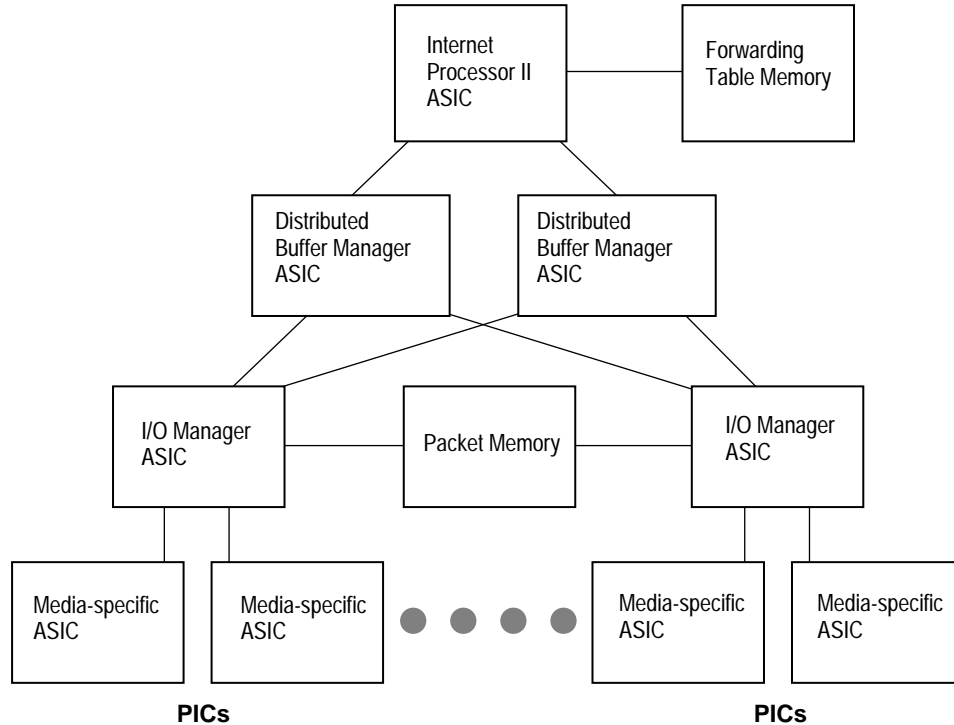 Internet
Processor II
ASIC
Forwarding
Table Memory
Distributed
Buffer Manager
ASIC
Distributed
Buffer Manager
ASIC
I/O Manager
ASIC
Packet Memory
I/O Manager
ASIC
Media-specific
ASIC
Media-specific
ASIC
Media-specific
ASIC
Media-specific
ASIC
PICs
PICs